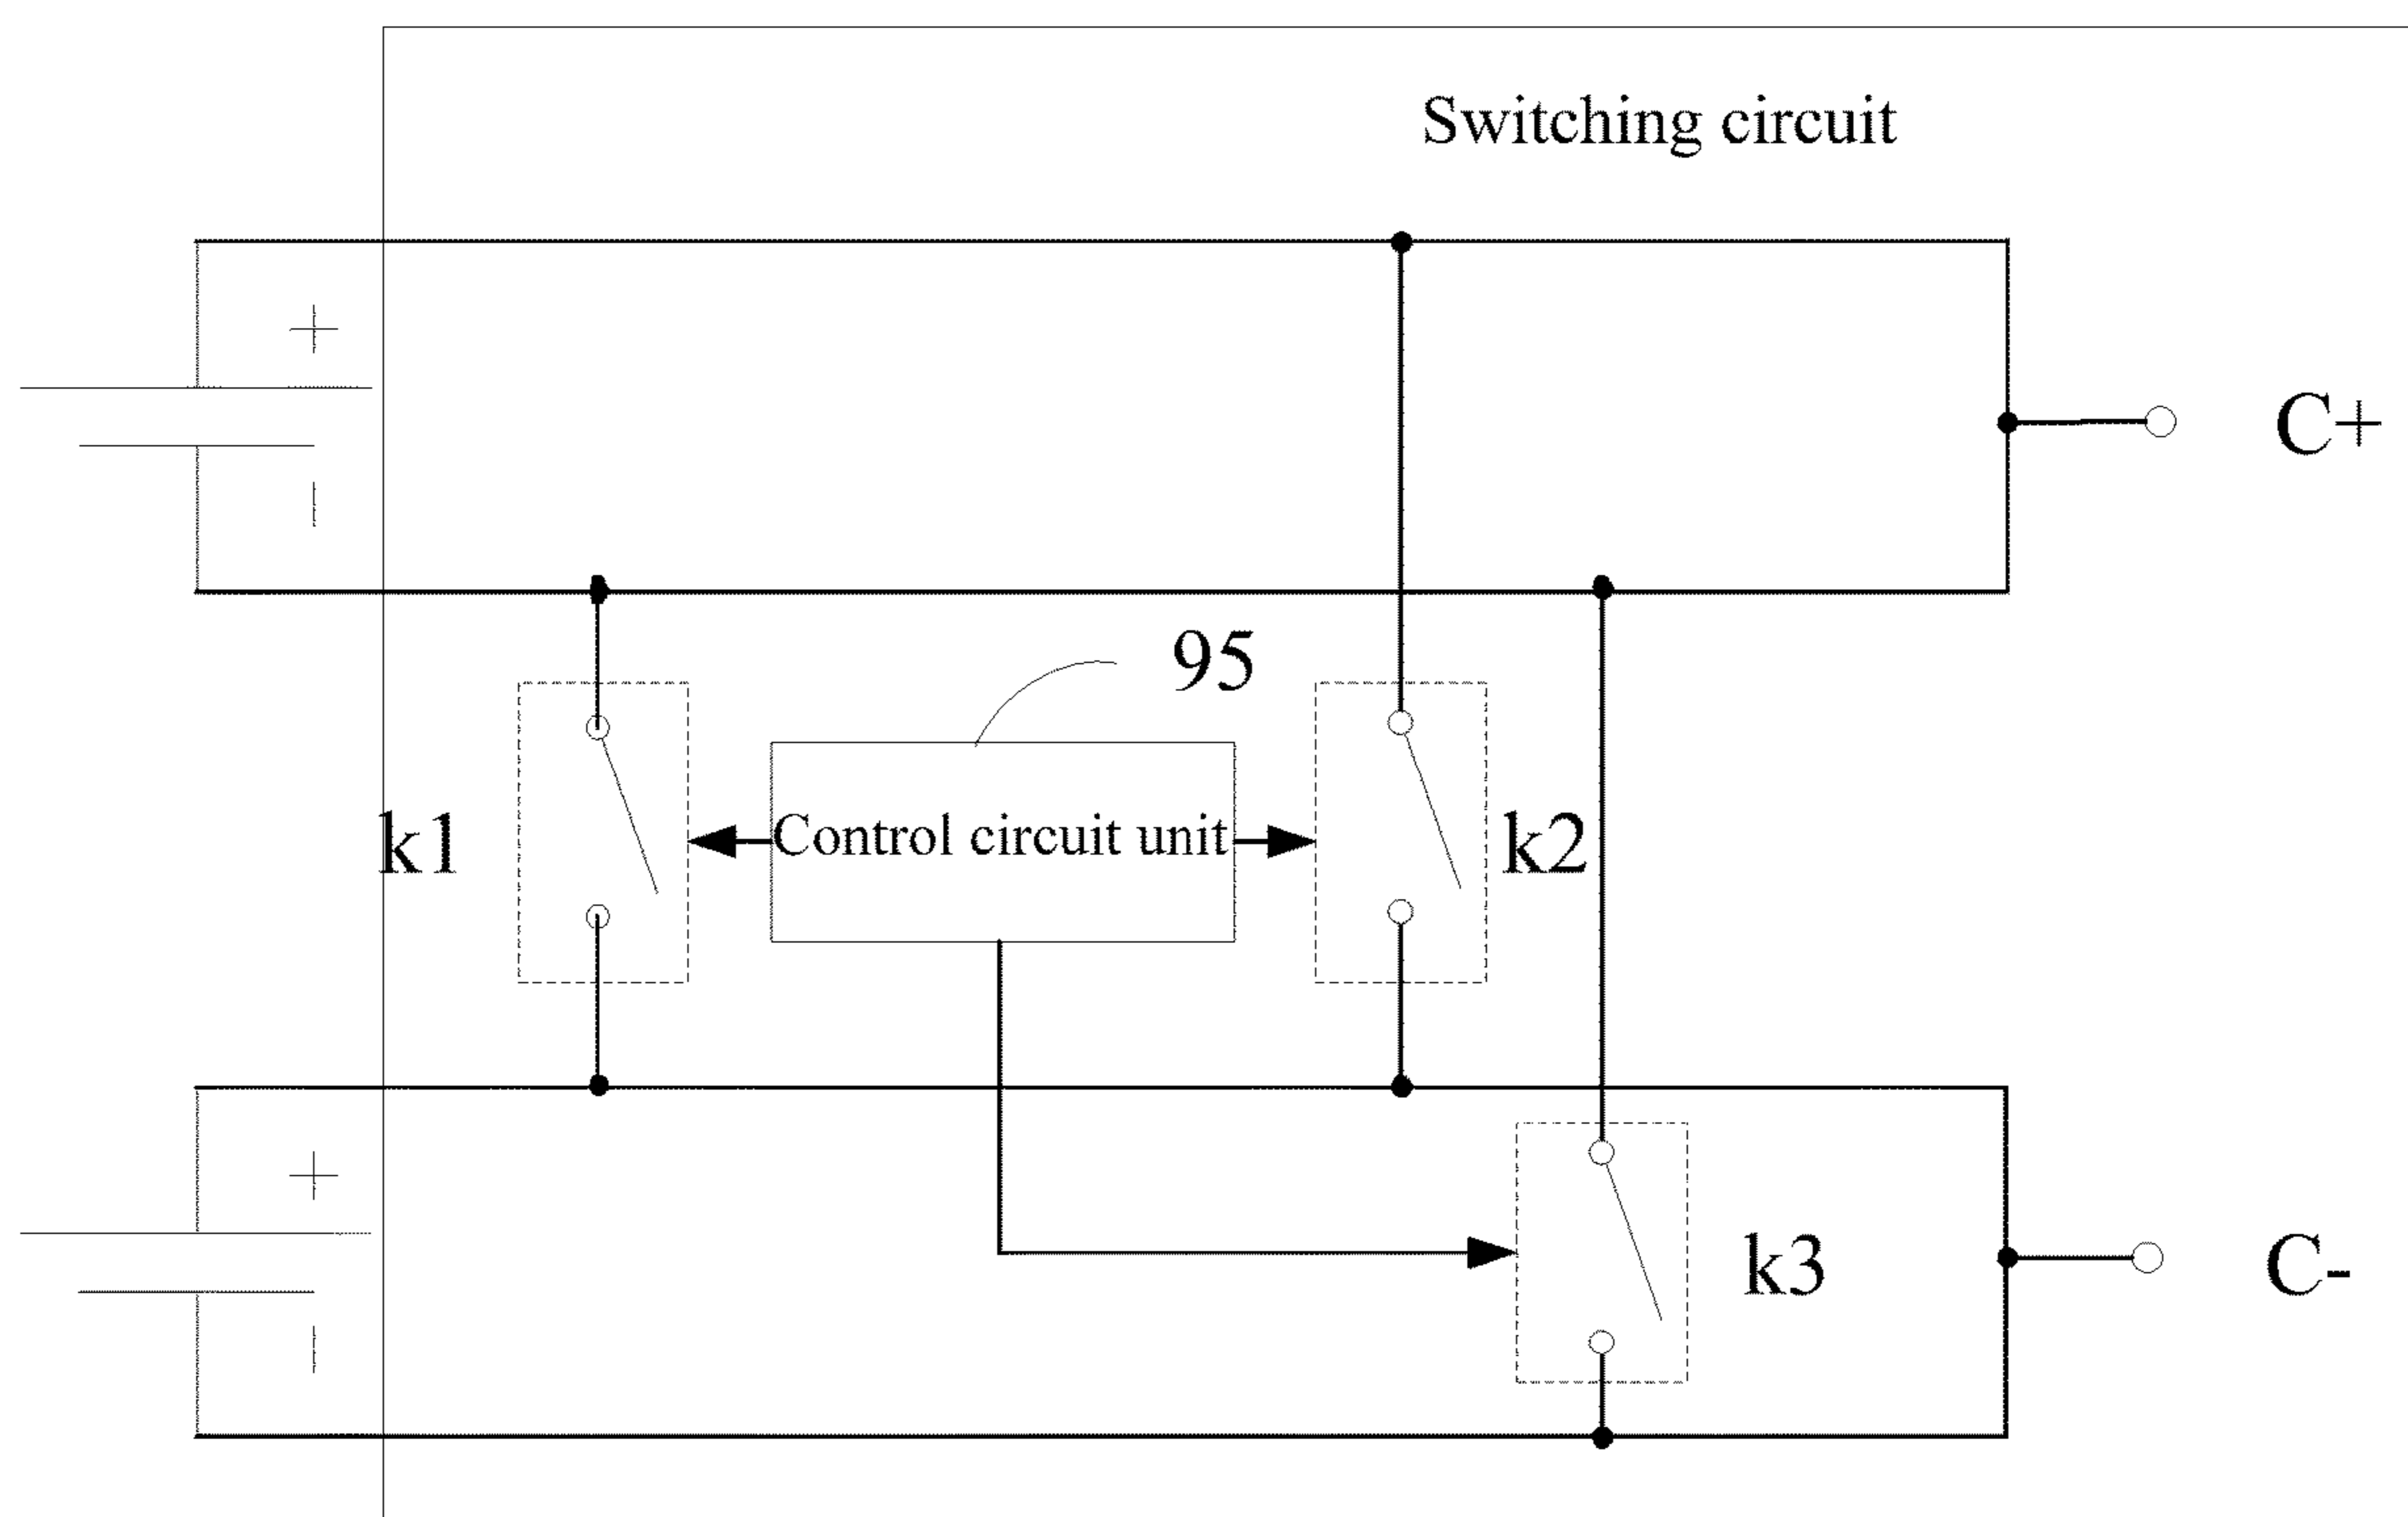 Switching circuit
+
C+
—
95
k1
Control circuit unit
k2
+
k3
C-
—